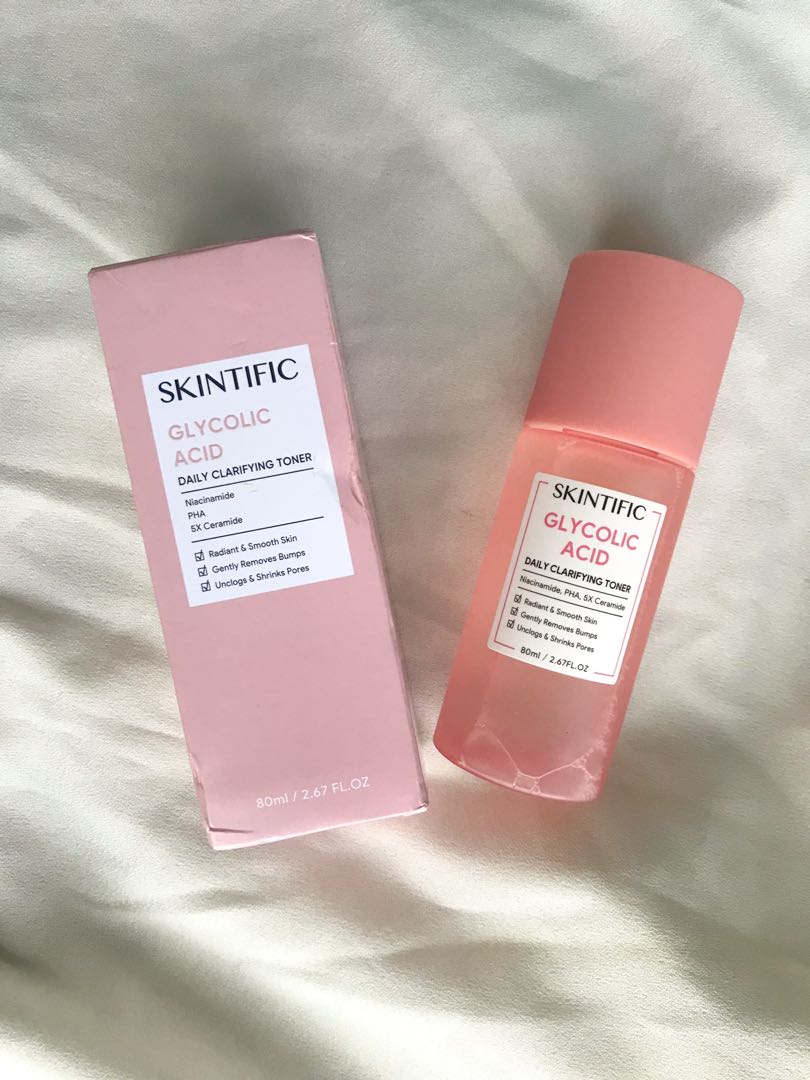 SKINTIFIC
GLYCOLIC
ACID
DAILY CLARIFYING TONER
Niacinamide
PHA
5X Ceramide
Radiant & Smooth Skin
Gently Removes Bumps
Unclogs & Shrinks Pores
80ml / 2.67 FL.OZ
SKINTIFIC
GLYCOLIC
ACID
DAILY CLARIFYING TONER
Niacinamide, PHA, 5X Ceramide
Radiant & Smooth Skin
Gently Removes Bumps
Unclogs & Shrinks Pores
80ml / 2.67FL.OZ